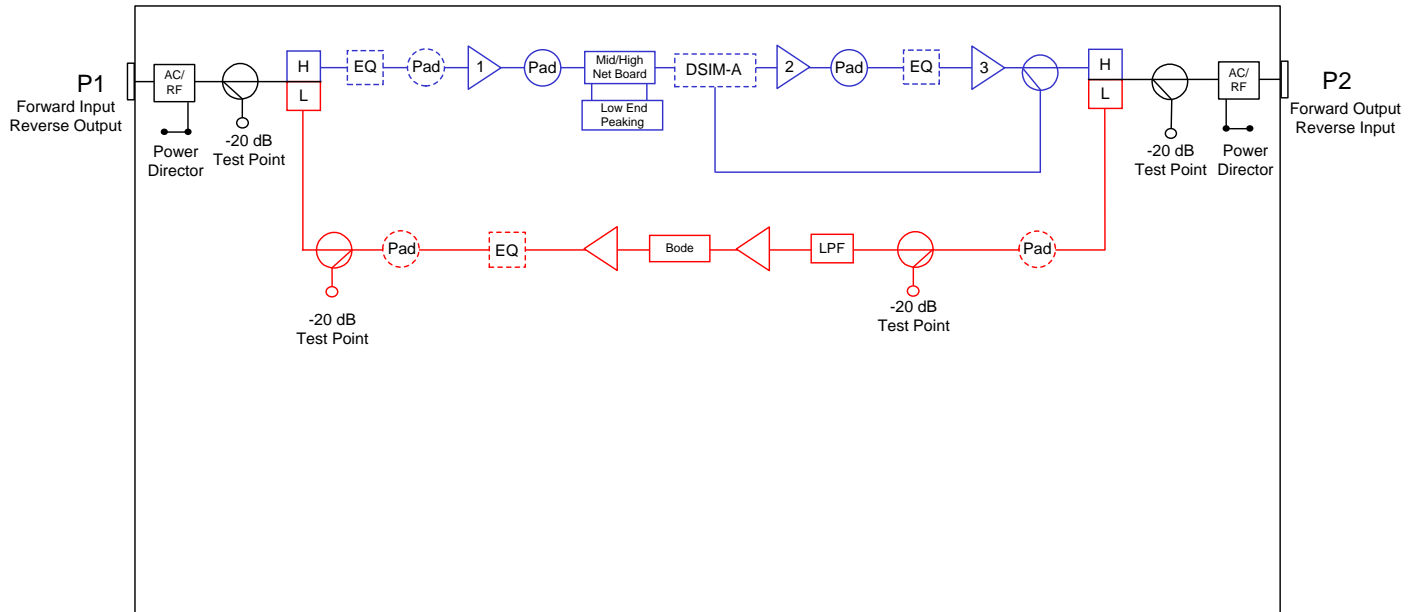 P1
Forward Input
Reverse Output
AC/
RF
Power
Director
-20 dB
Test Point
H
L
EQ
Pad
1
Pad
Mid/High
Net Board
Low End
Peaking
DSIM-A
2
Pad
EQ
3
H
L
-20 dB
Test Point
AC/
RF
Power
Director
P2
Forward Output
Reverse Input
-20 dB
Test Point
Pad
EQ
Bode
LPF
-20 dB
Test Point
Pad